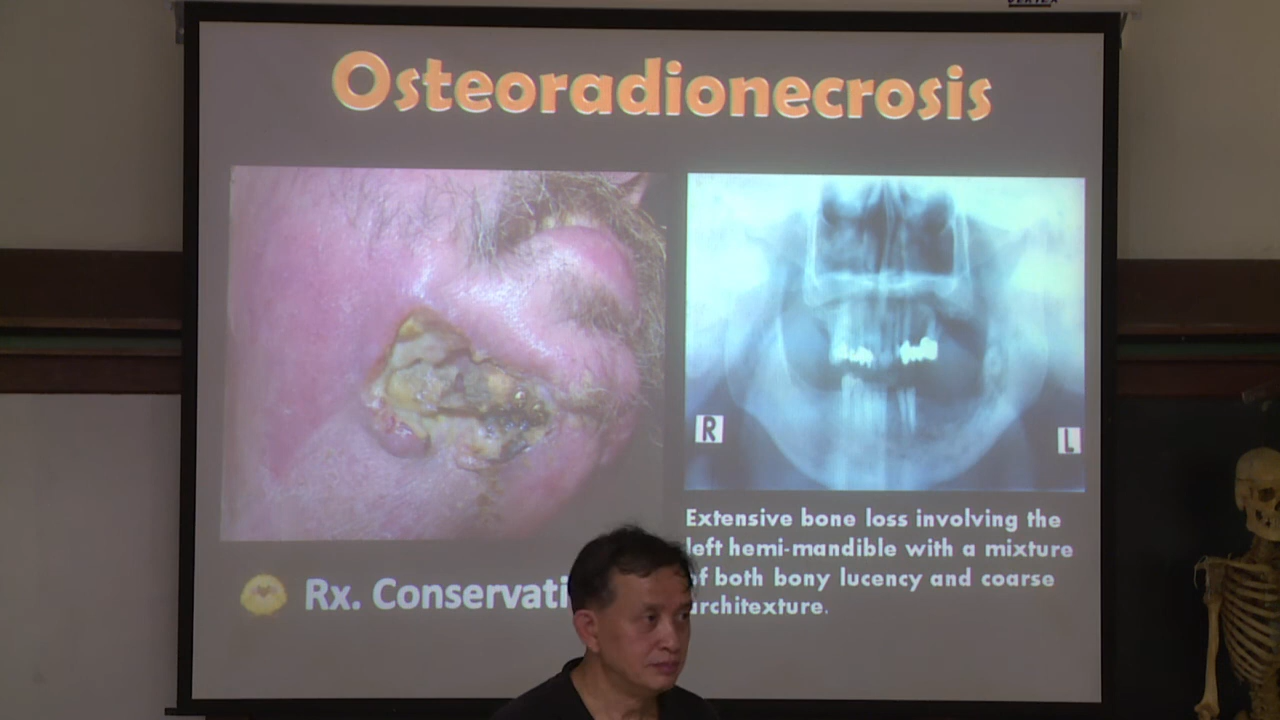 Osteoradionecrosis
R
L
Extensive bone loss involving the
left hemi-mandible with a mixture
of both bony lucency and coarse
architexture.
Rx.